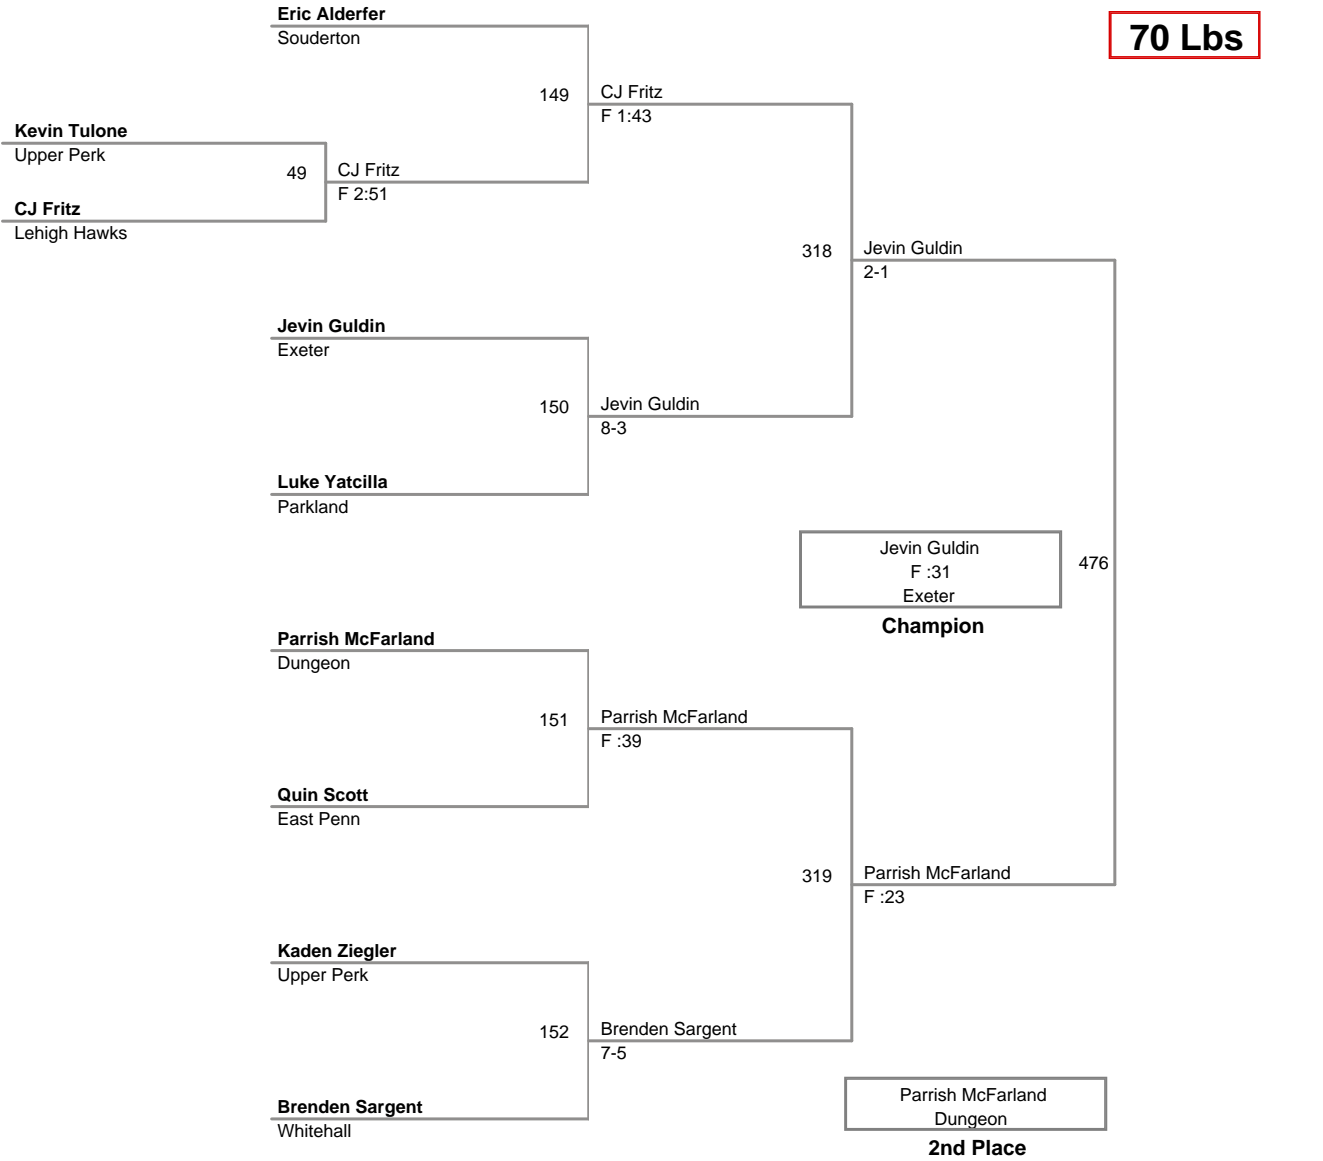 Eric Alderfer
Souderton
70 Lbs
149
CJ Fritz
F 1:43
Kevin Tulone
Upper Perk
49
CJ Fritz
F 2:51
CJ Fritz
Lehigh Hawks
318
Jevin Guldin
2-1
Jevin Guldin
Exeter
150
Jevin Guldin
8-3
Luke Yatcilla
Parkland
Jevin Guldin
F :31
Exeter
476
Champion
Parrish McFarland
Dungeon
151
Parrish McFarland
F :39
Quin Scott
East Penn
319
Parrish McFarland
F :23
Kaden Ziegler
Upper Perk
152
Brenden Sargent
7-5
Brenden Sargent
Whitehall
Parrish McFarland
Dungeon
2nd Place